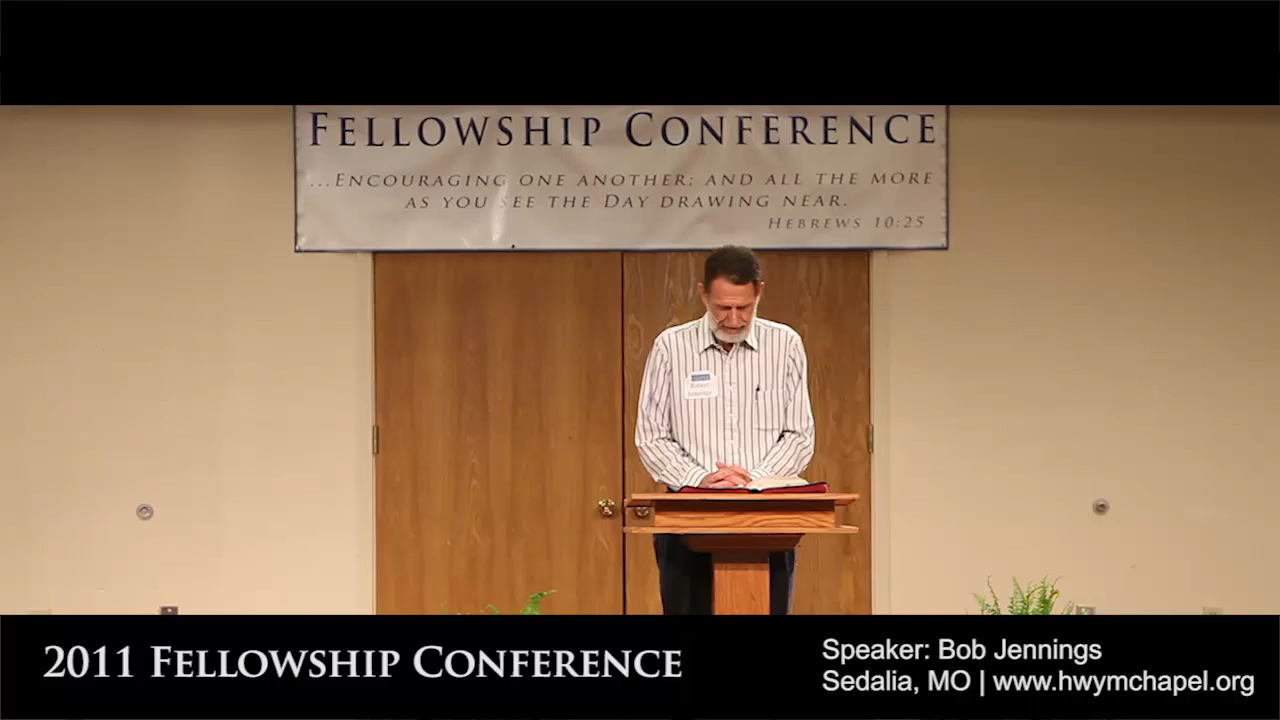 FELLOWSHIP CONFERENCE
...ENCOURAGING ONE ANOTHER; AND ALL THE MORE
AS YOU SEE THE DAY DRAWING NEAR.
HEBREWS 10:25
2011 FELLOWSHIP CONFERENCE
Speaker: Bob Jennings
Sedalia, MO | www.hwymchapel.org